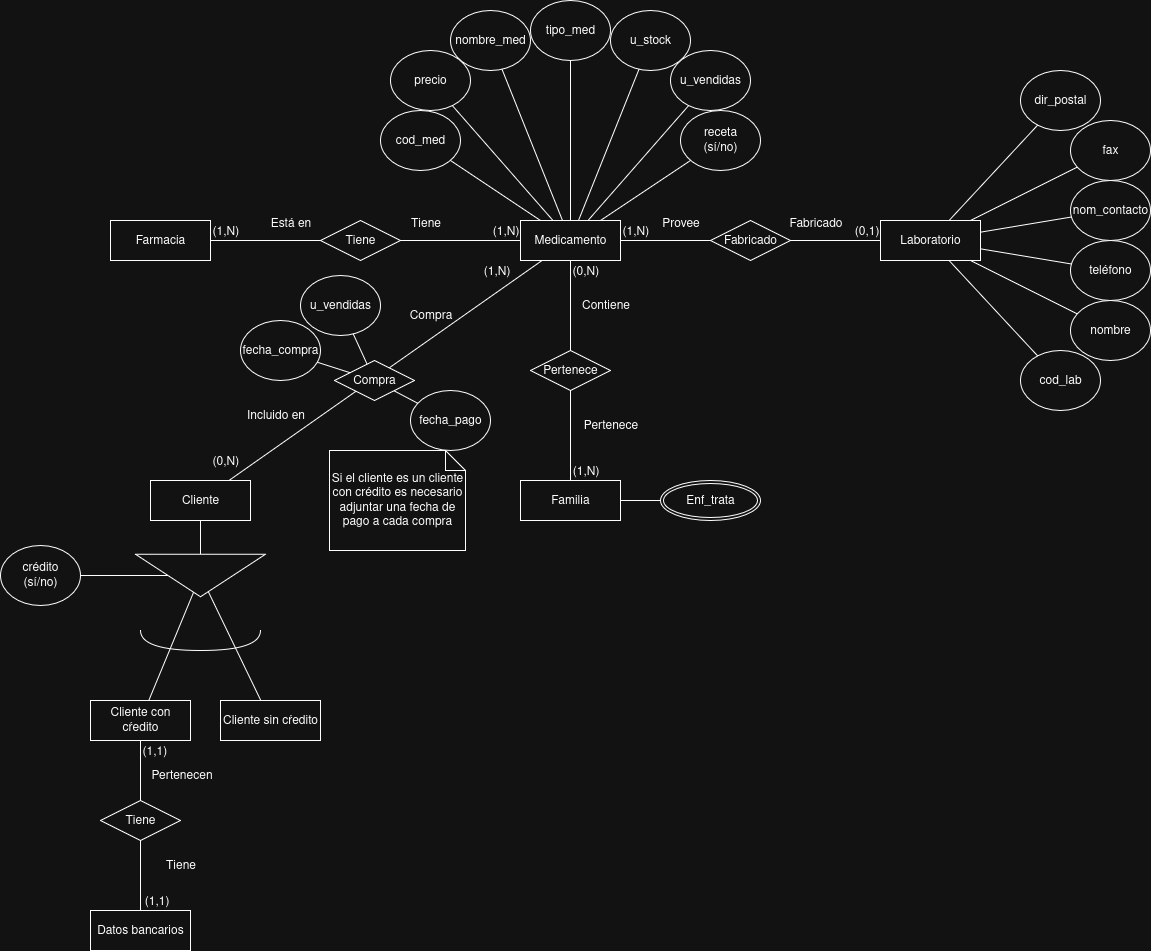 tipo_med
nombre_med
u_stock
precio
u_vendidas
cod_med
receta
(sí/no)
dir_postal
fax
nom_contacto
teléfono
nombre
cod_lab
Farmacia
(1,N)
Está en
Tiene
Tiene
(1,N)
Medicamento
(1,N)
Provee
Fabricado
Fabricado
(0,1)
Laboratorio
(1,N)
(0,N)
Compra
Contiene
u_vendidas
fecha_compra
Compra
Pertenece
fecha_pago
Incluido en
Pertenece
(0,N)
(1,N)
Cliente
Si el cliente es un cliente
con crédito es necesario
adjuntar una fecha de
pago a cada compra
Familia
Enf_trata
crédito
(sí/no)
Cliente con
cŕedito
Cliente sin cŕedito
(1,1)
Pertenecen
Tiene
Tiene
(1,1)
Datos bancarios